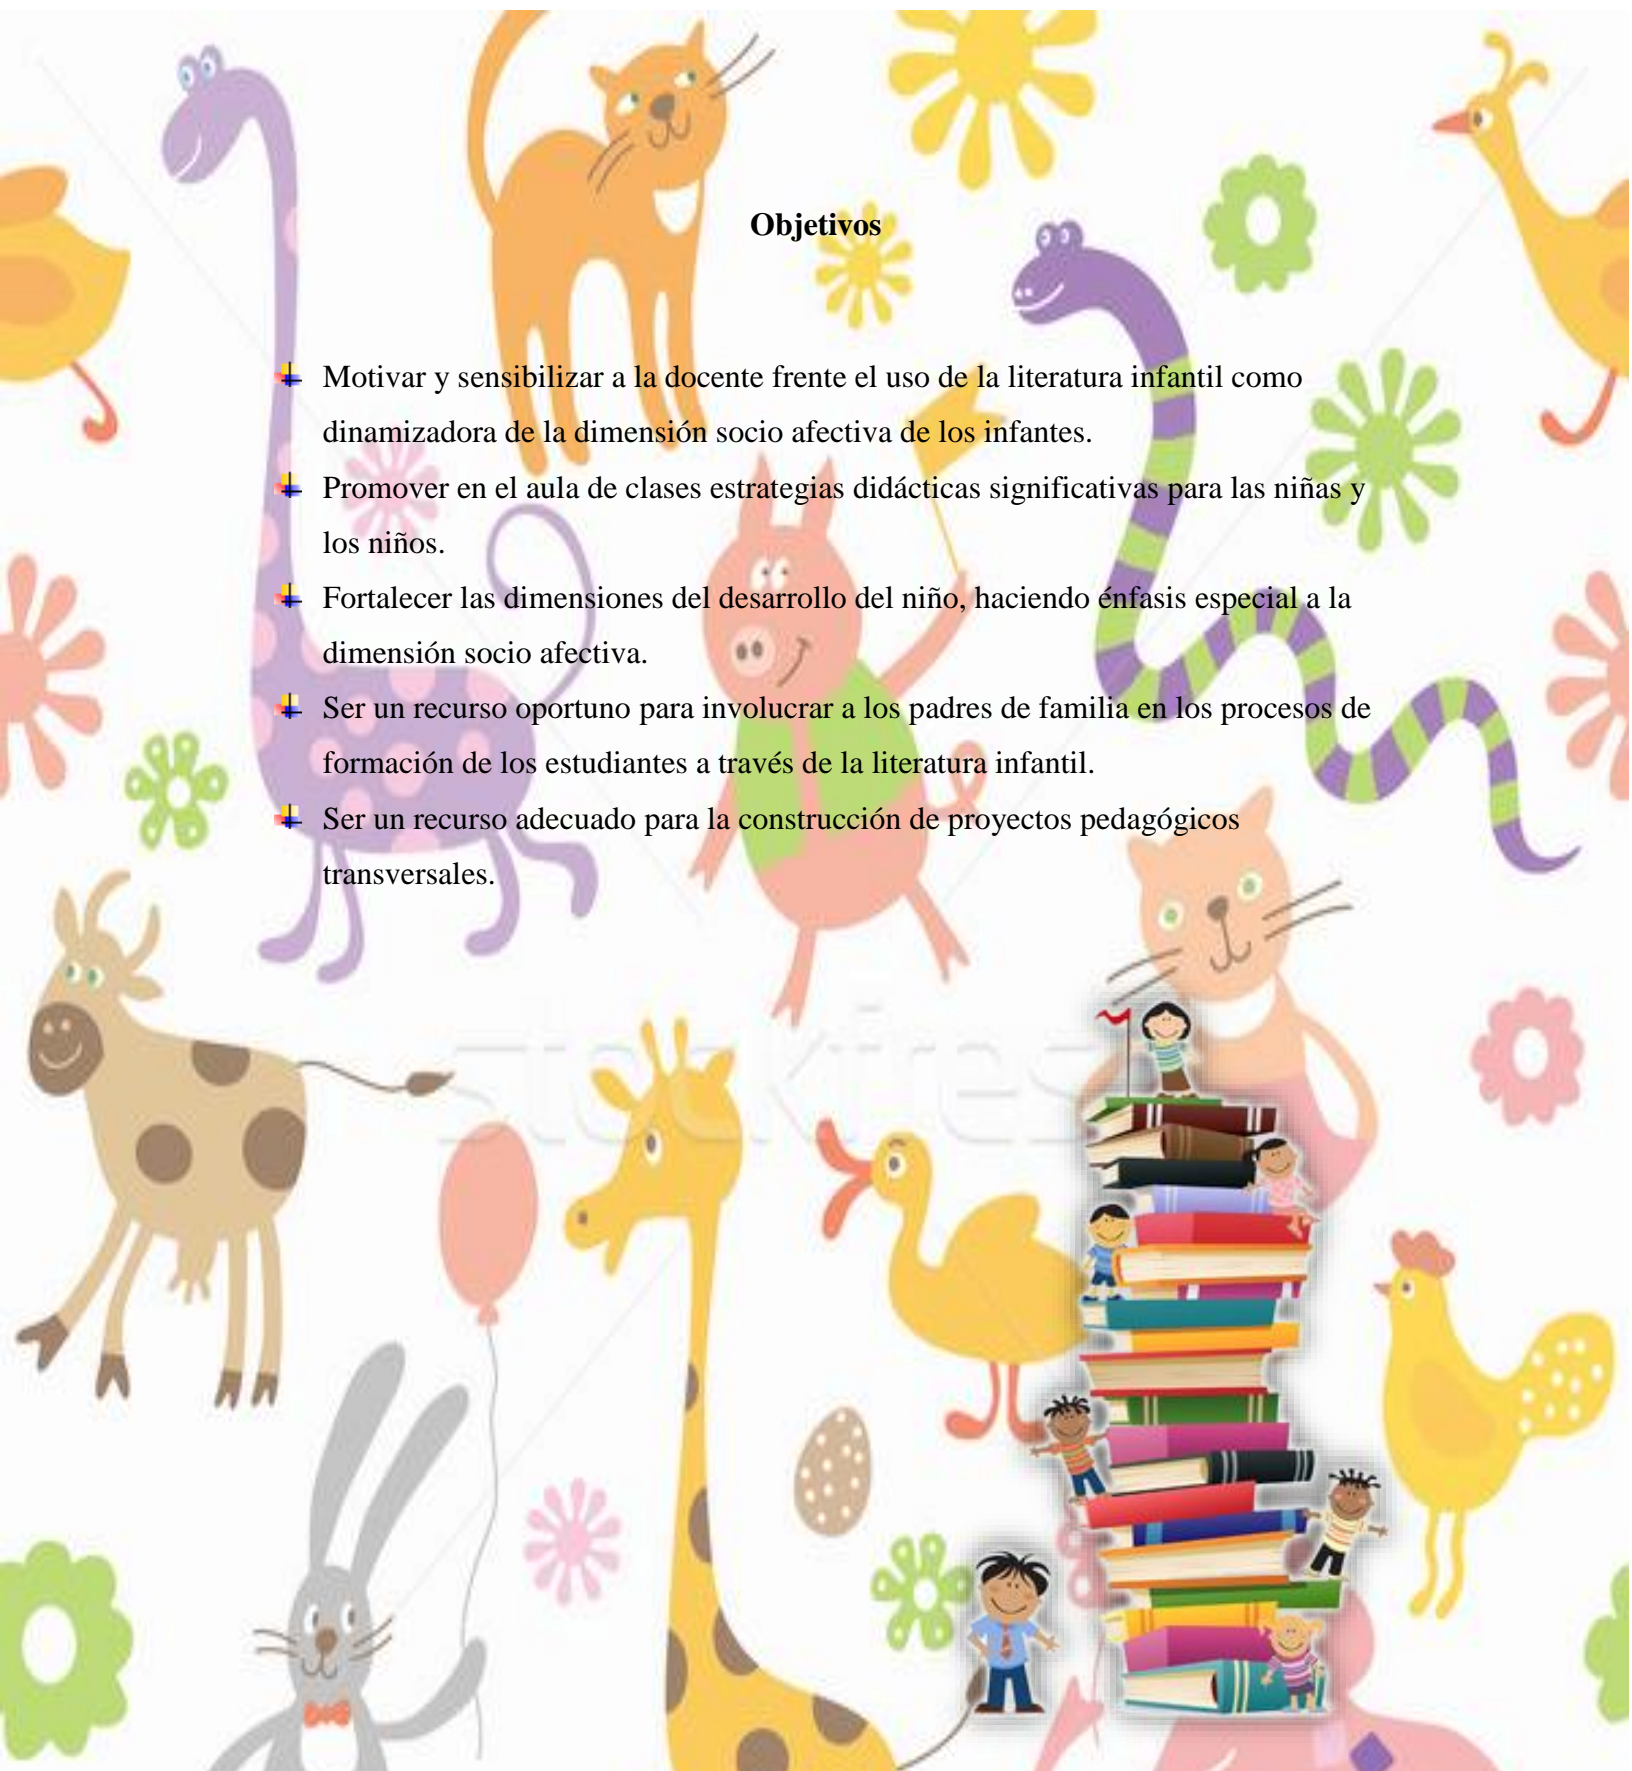 Objetivos
Motivar y sensibilizar a la docente frente el uso de la literatura infantil como
dinamizadora de la dimensión socio afectiva de los infantes.
Promover en el aula de clases estrategias didácticas significativas para las niñas y
los niños.
Fortalecer las dimensiones del desarrollo del niño, haciendo énfasis especial a la
dimensión socio afectiva.
Ser un recurso oportuno para involucrar a los padres de familia en los procesos de
formación de los estudiantes a través de la literatura infantil.
Ser un recurso adecuado para la construcción de proyectos pedagógicos
transversales.